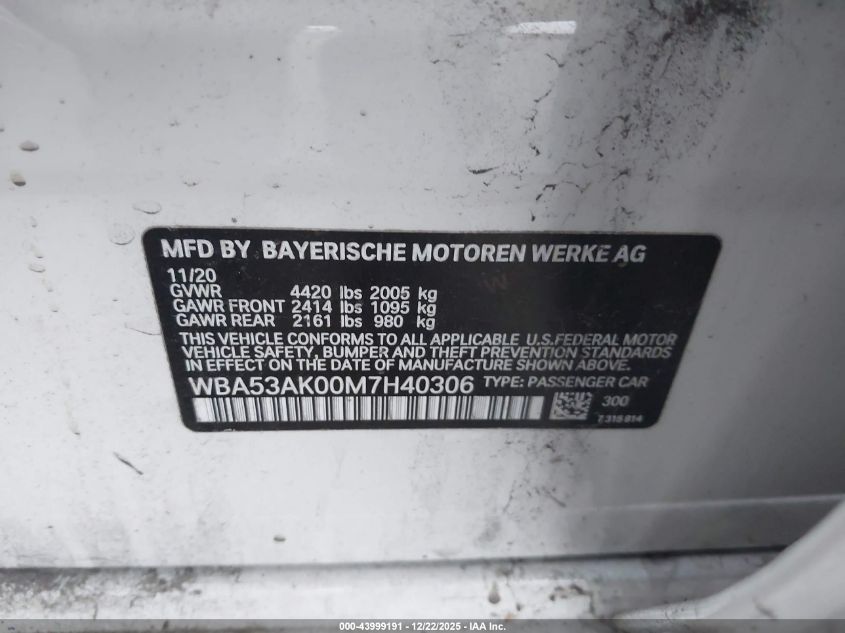 MFD BY BAYERISCHE MOTOREN WERKE AG
11/20
GVWR 4420 lbs 2005 kg
GAWR FRONT 2414 lbs 1095 kg
GAWR REAR 2161 lbs 980 kg
THIS VEHICLE CONFORMS TO ALL APPLICABLE U.S.FEDERAL MOTOR
VEHICLE SAFETY, BUMPER AND THEFT PREVENTION STANDARDS
IN EFFECT ON THE DATE OF MANUFACTURE SHOWN ABOVE.
WBA53AK00M7H40306 TYPE: PASSENGER CAR
300
7 315 814
000-43999191 - 12/22/2025 - IAA Inc.